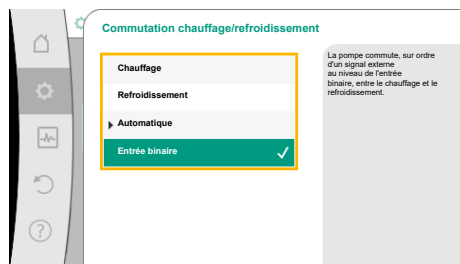 Commutation chauffage/refroidissement
Chauffage
Refroidissement
Automatique
Entrée binaire
La pompe commute, sur ordre
d'un signal externe
au niveau de l'entrée
binaire, entre le chauffage et le
refroidissement.
?